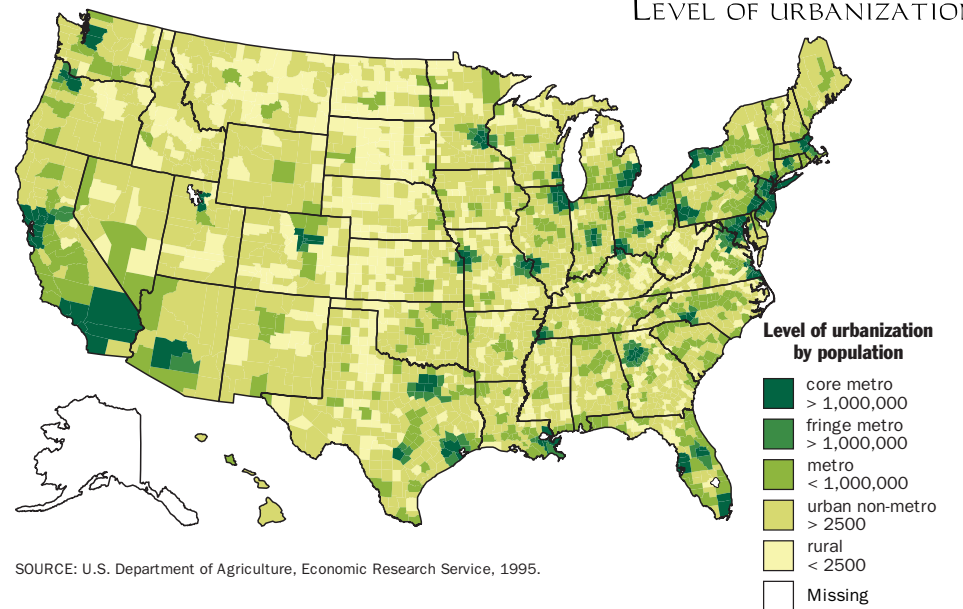 LEVEL OF URBANIZATION
Level of urbanization
by population
core metro
> 1,000,000
fringe metro
> 1,000,000
metro
< 1,000,000
urban non-metro
> 2500
rural
< 2500
Missing
SOURCE: U.S. Department of Agriculture, Economic Research Service, 1995.